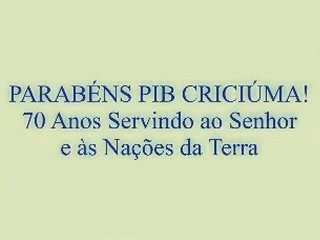 PARABÉNS PIB CRICIÚMA!
70 Anos Servindo ao Senhor
e às Nações da Terra